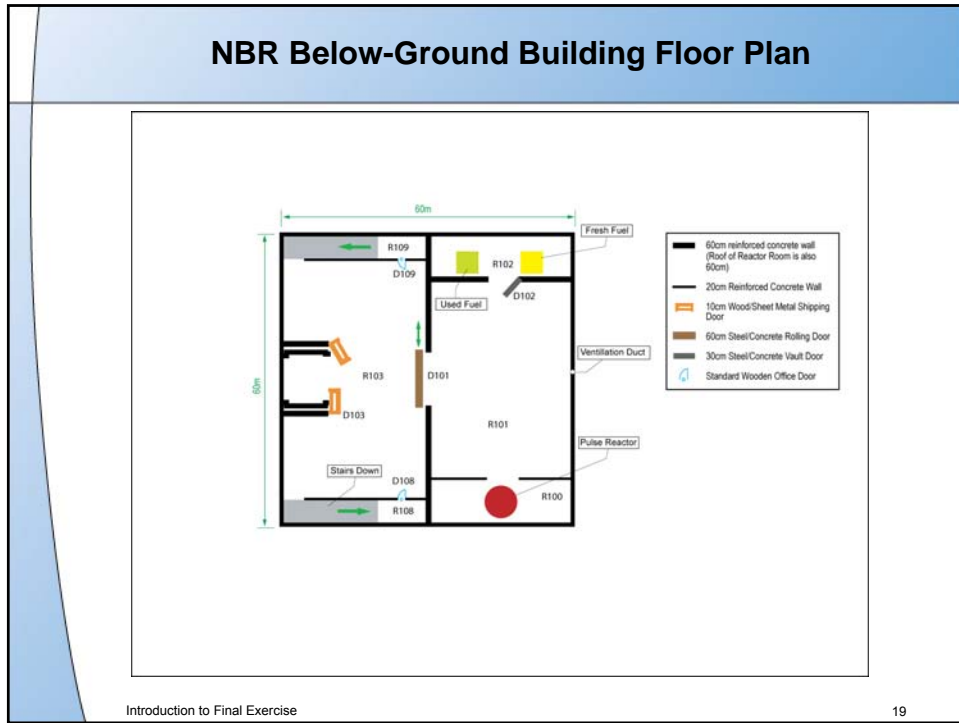 NBR Below-Ground Building Floor Plan
60m
60m
R109
D109
Fresh Fuel
R102
Used Fuel
D102
Ventillation Duct
R103
D101
D103
R101
Pulse Reactor
Stairs Down
D108
R108
R100
60cm reinforced concrete wall
(Roof of Reactor Room is also
60cm)
20cm Reinforced Concrete Wall
10cm Wood/Sheet Metal Shipping
Door
60cm Steel/Concrete Rolling Door
30cm Steel/Concrete Vault Door
Standard Wooden Office Door
Introduction to Final Exercise
19